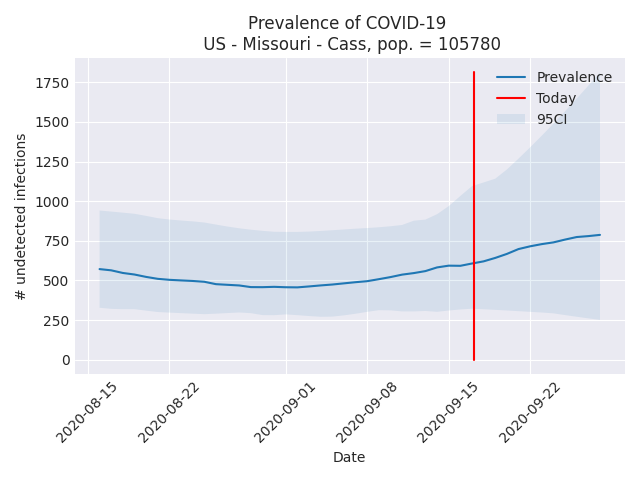 Prevalence of COVID-19
US - Missouri - Cass, pop. = 105780
Prevalence
Today
95CI
# undetected infections
1750
1500
1250
1000
750
500
250
0
2020-08-15
2020-08-22
2020-09-01
2020-09-08
2020-09-15
2020-09-22
Date